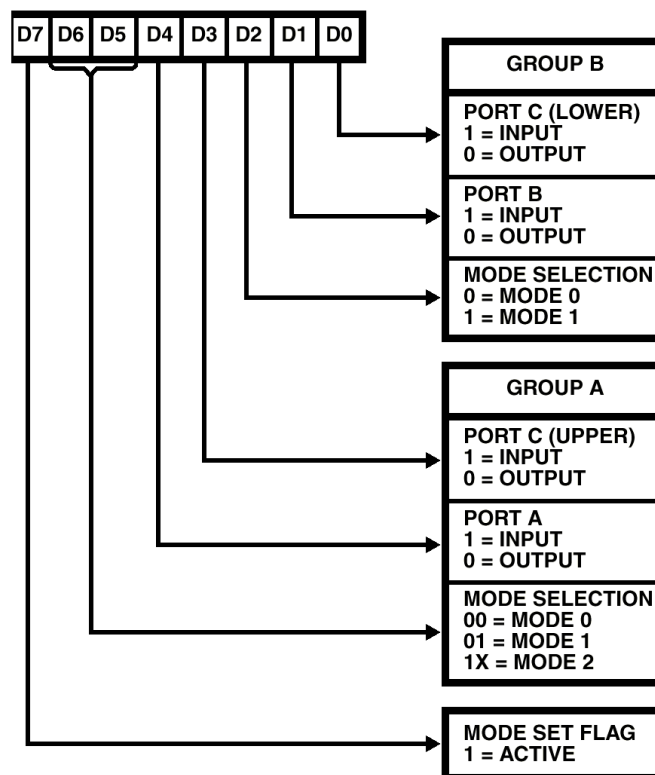 D7 D6 D5 D4 D3 D2 D1 D0
GROUP B
PORT C (LOWER)
1 = INPUT
0 = OUTPUT
PORT B
1 = INPUT
0 = OUTPUT
MODE SELECTION
0 = MODE 0
1 = MODE 1
GROUP A
PORT C (UPPER)
1 = INPUT
0 = OUTPUT
PORT A
1 = INPUT
0 = OUTPUT
MODE SELECTION
00 = MODE 0
01 = MODE 1
1X = MODE 2
MODE SET FLAG
1 = ACTIVE